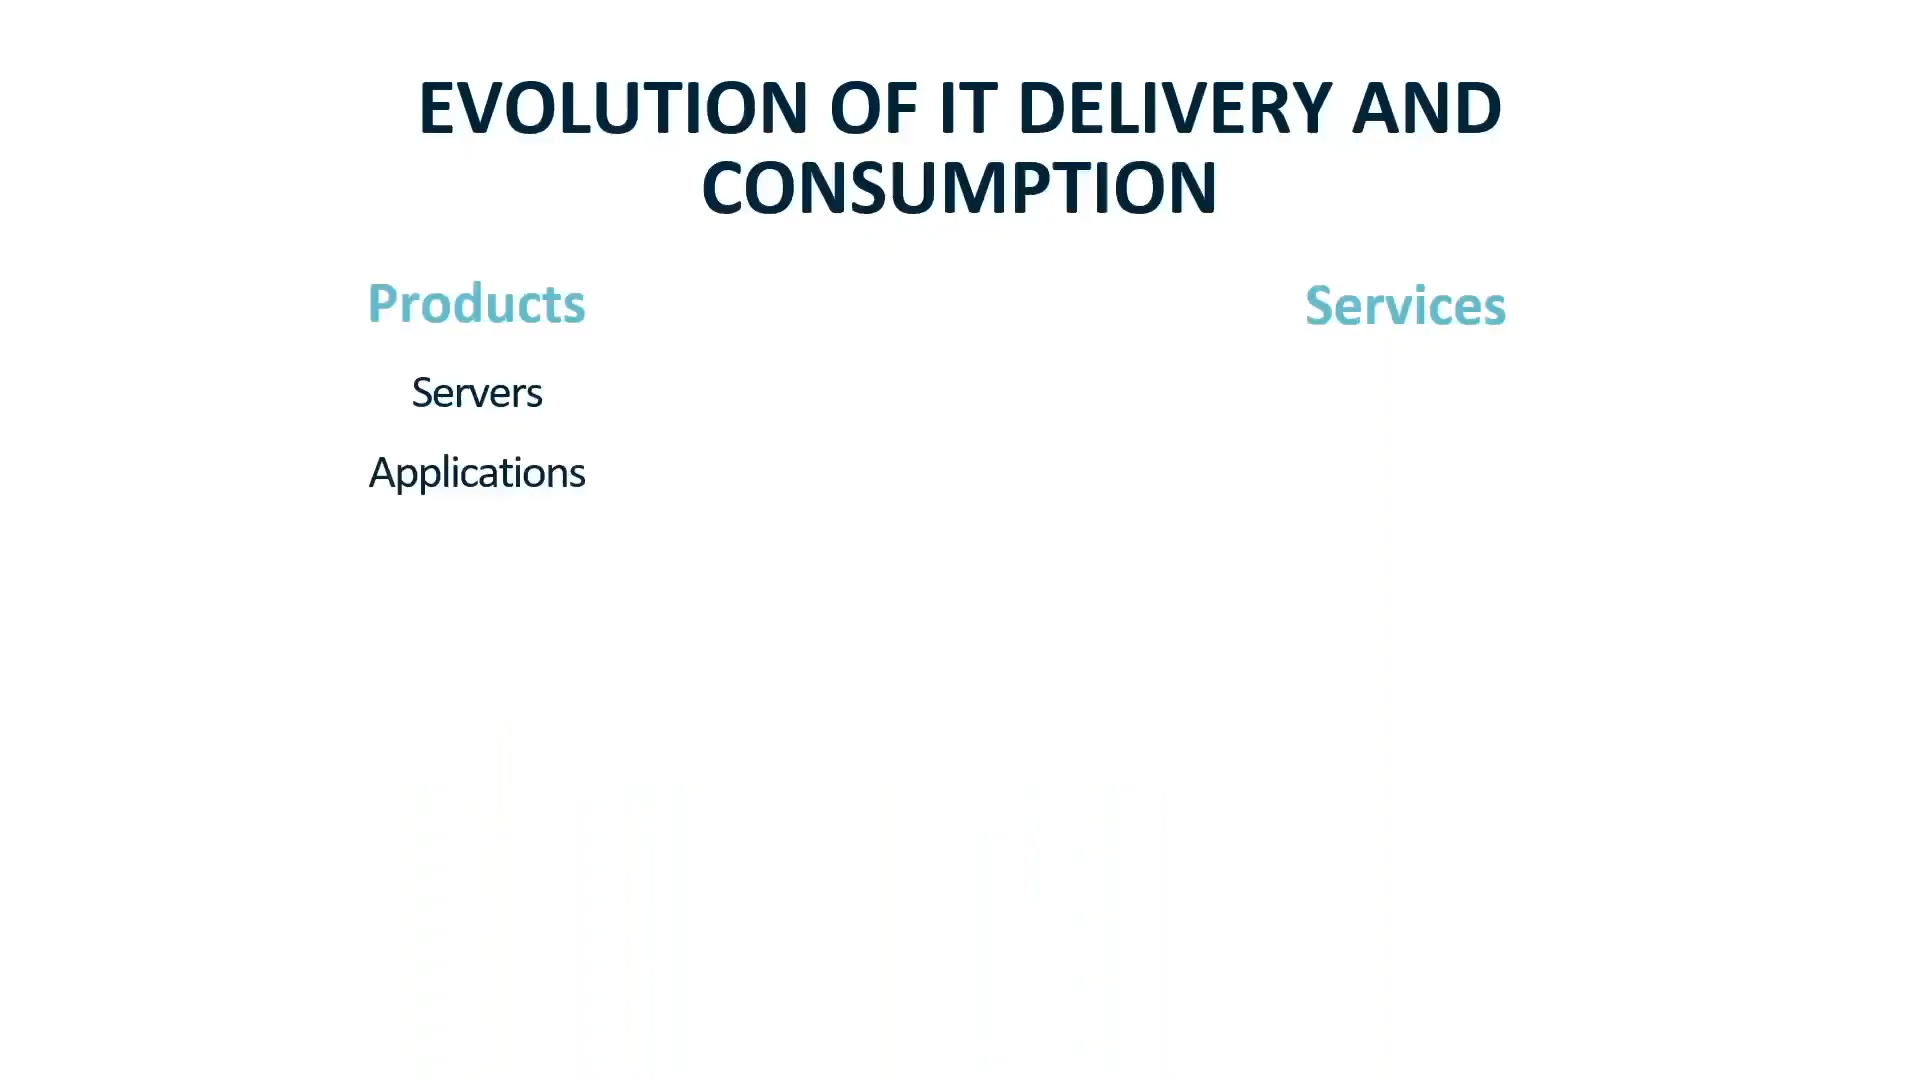 EVOLUTION OF IT DELIVERY AND
CONSUMPTION
Products
Services
Servers
Applications